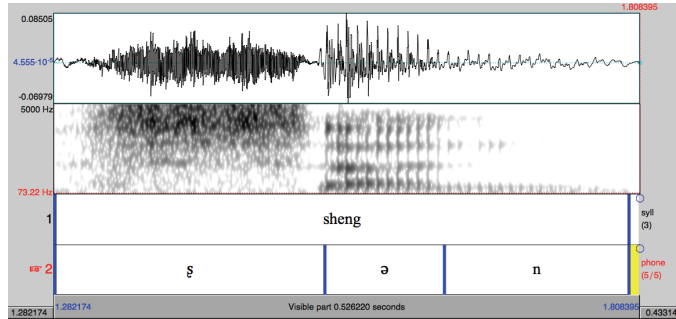 1.808395
0.08505
4.555·10⁻⁵
-0.06979
5000 Hz
73.22 Hz
1 sheng syll (3)
2 ʂ ə n phone (5/5)
1.282174 Visible part 0.526220 seconds 1.808395
1.282174 0.43314